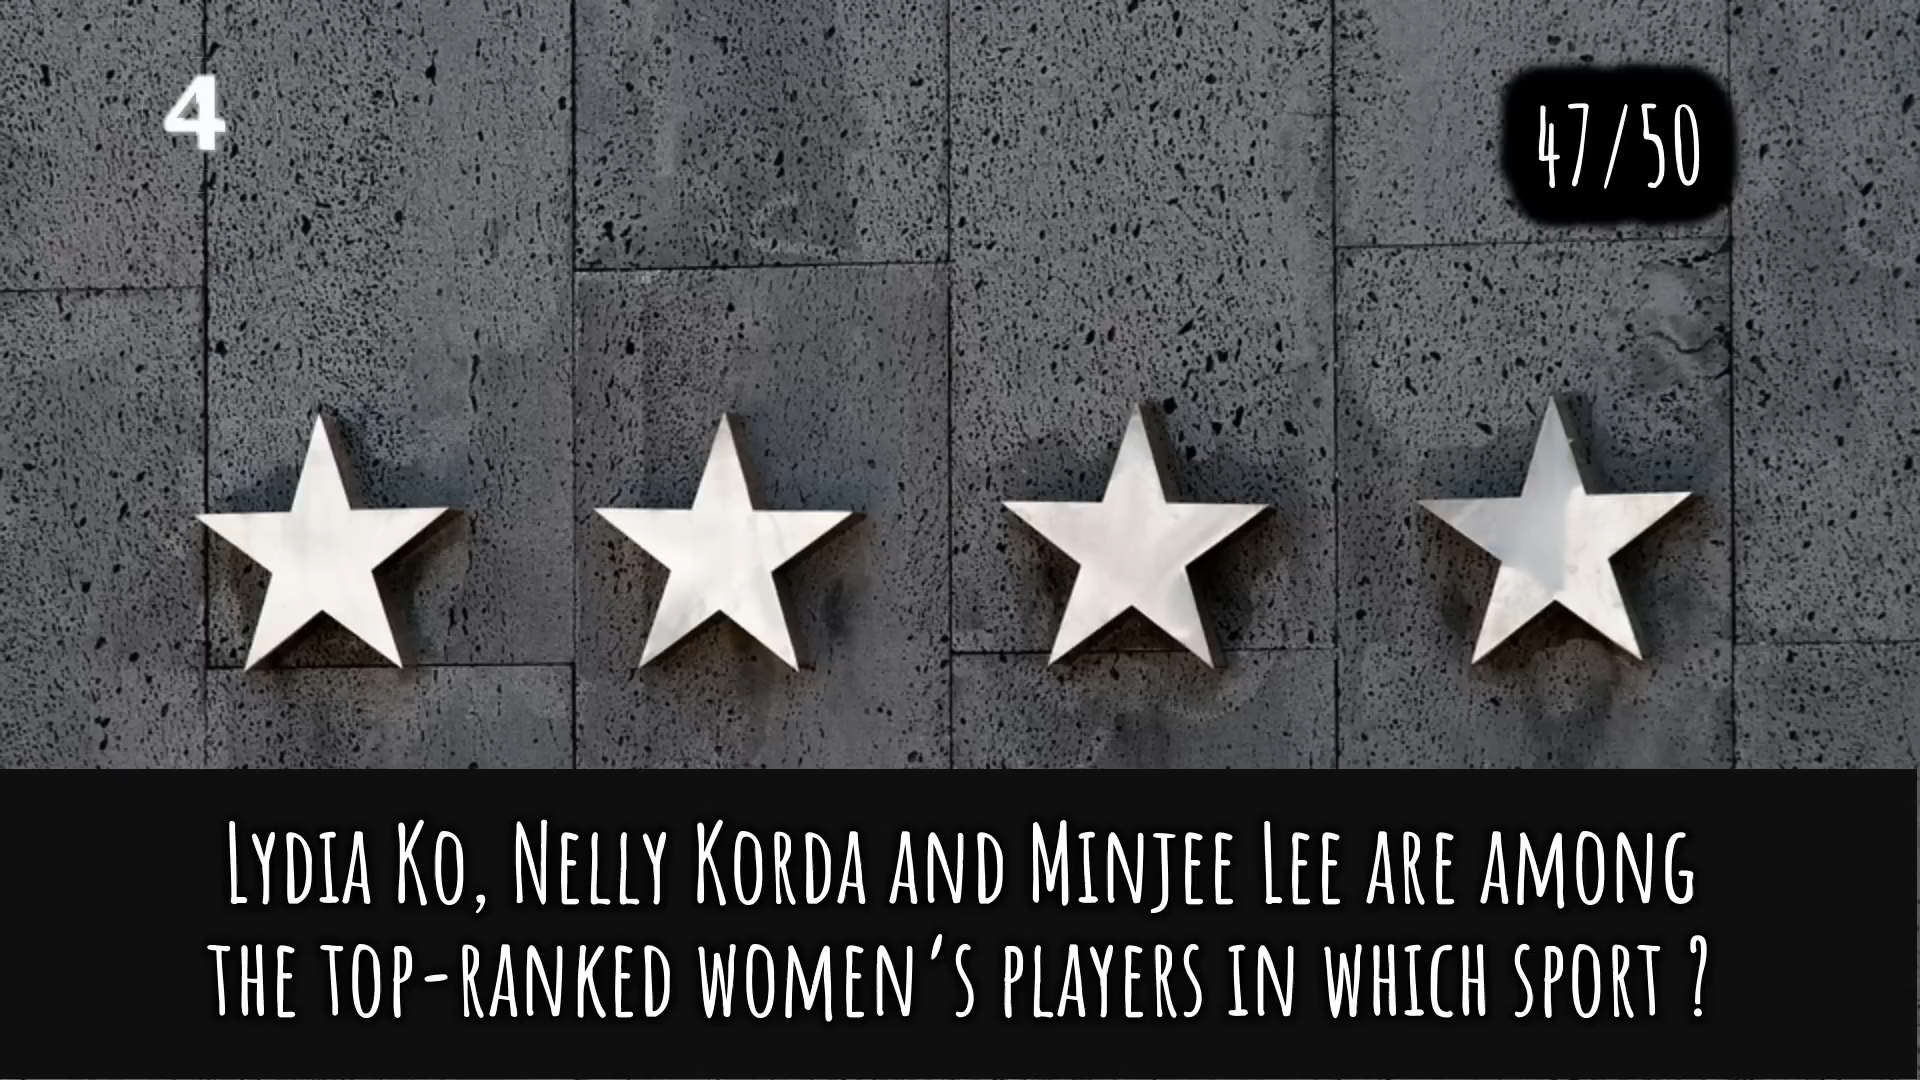 4
47/50
Lydia Ko, Nelly Korda and Minjee Lee are among
the top-ranked women's players in which sport ?